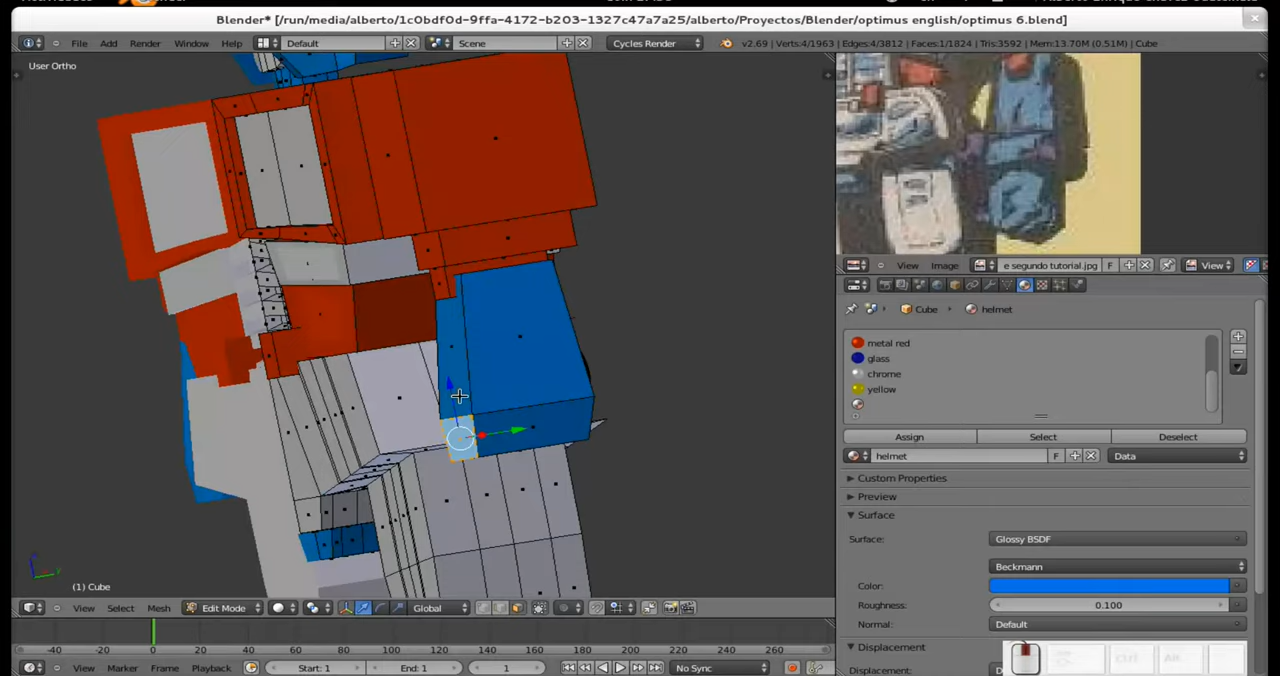 Blender* [/run/media/alberto/1c0bdf0d-9ffa-4172-b203-1327c47a7a25/alberto/Proyectos/Blender/optimus english/optimus 6.blend]
File Add Render Window Help Default Scene Cycles Render v2.69 | Verts:4/1963 | Edges:4/3812 | Faces:1/1824 | Tris:3592 | Mem:13.70M (0.51M) | Cube
User Ortho
View Image e segundo tutorial.jpg F View
Cube helmet
metal red
glass
chrome
yellow
Assign Select Deselect
helmet F Data
Custom Properties
Preview
Surface
Surface: Glossy BSDF
Beckmann
Color:
Roughness: 0.100
Normal: Default
Displacement
Displacement:
(1) Cube
View Select Mesh Edit Mode Global
-40 -20 0 20 40 60 80 100 120 140 160 180 200 220 240 260
View Marker Frame Playback Start: 1 End: 1 1 No Sync